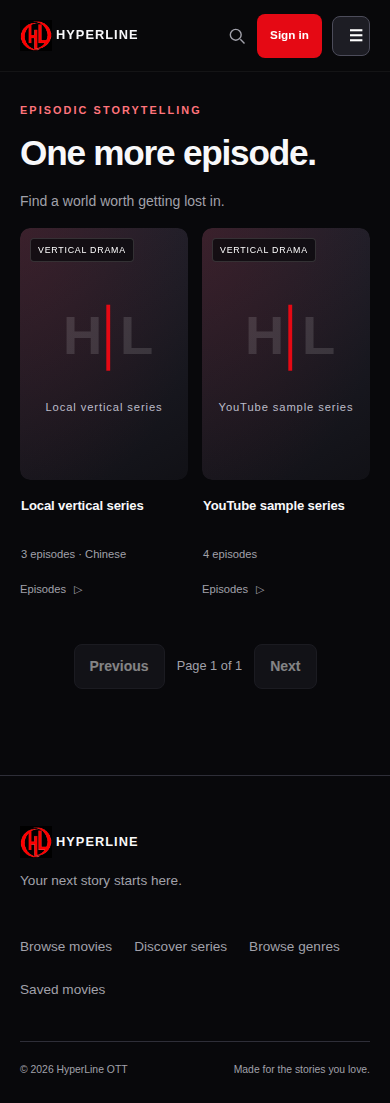 HL HYPERLINE
Sign in
EPISODIC STORYTELLING
One more episode.
Find a world worth getting lost in.
VERTICAL DRAMA
VERTICAL DRAMA
H|L
H|L
Local vertical series
YouTube sample series
Local vertical series
YouTube sample series
3 episodes · Chinese
4 episodes
Episodes ▷
Episodes ▷
Previous
Page 1 of 1
Next
HL HYPERLINE
Your next story starts here.
Browse movies
Discover series
Browse genres
Saved movies
© 2026 HyperLine OTT
Made for the stories you love.